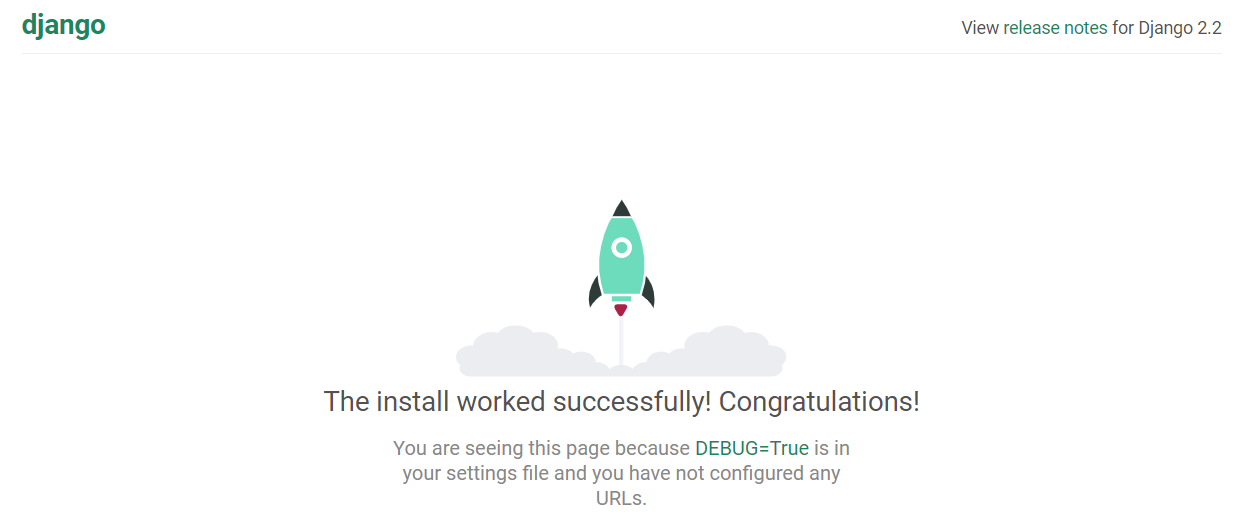 django
View release notes for Django 2.2
The install worked successfully! Congratulations!
You are seeing this page because DEBUG=True is in
your settings file and you have not configured any
URLs.